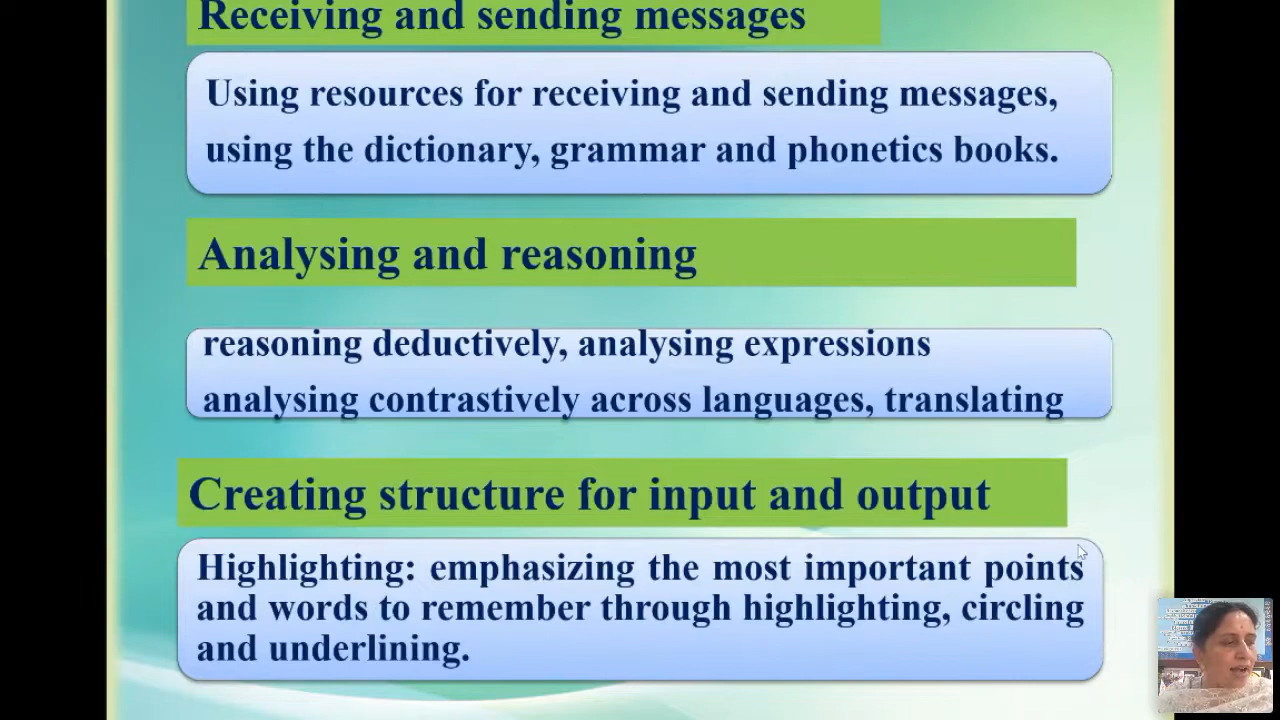 Receiving and sending messages
Using resources for receiving and sending messages,
using the dictionary, grammar and phonetics books.
Analysing and reasoning
reasoning deductively, analysing expressions
analysing contrastively across languages, translating
Creating structure for input and output
Highlighting: emphasizing the most important points
and words to remember through highlighting, circling
and underlining.